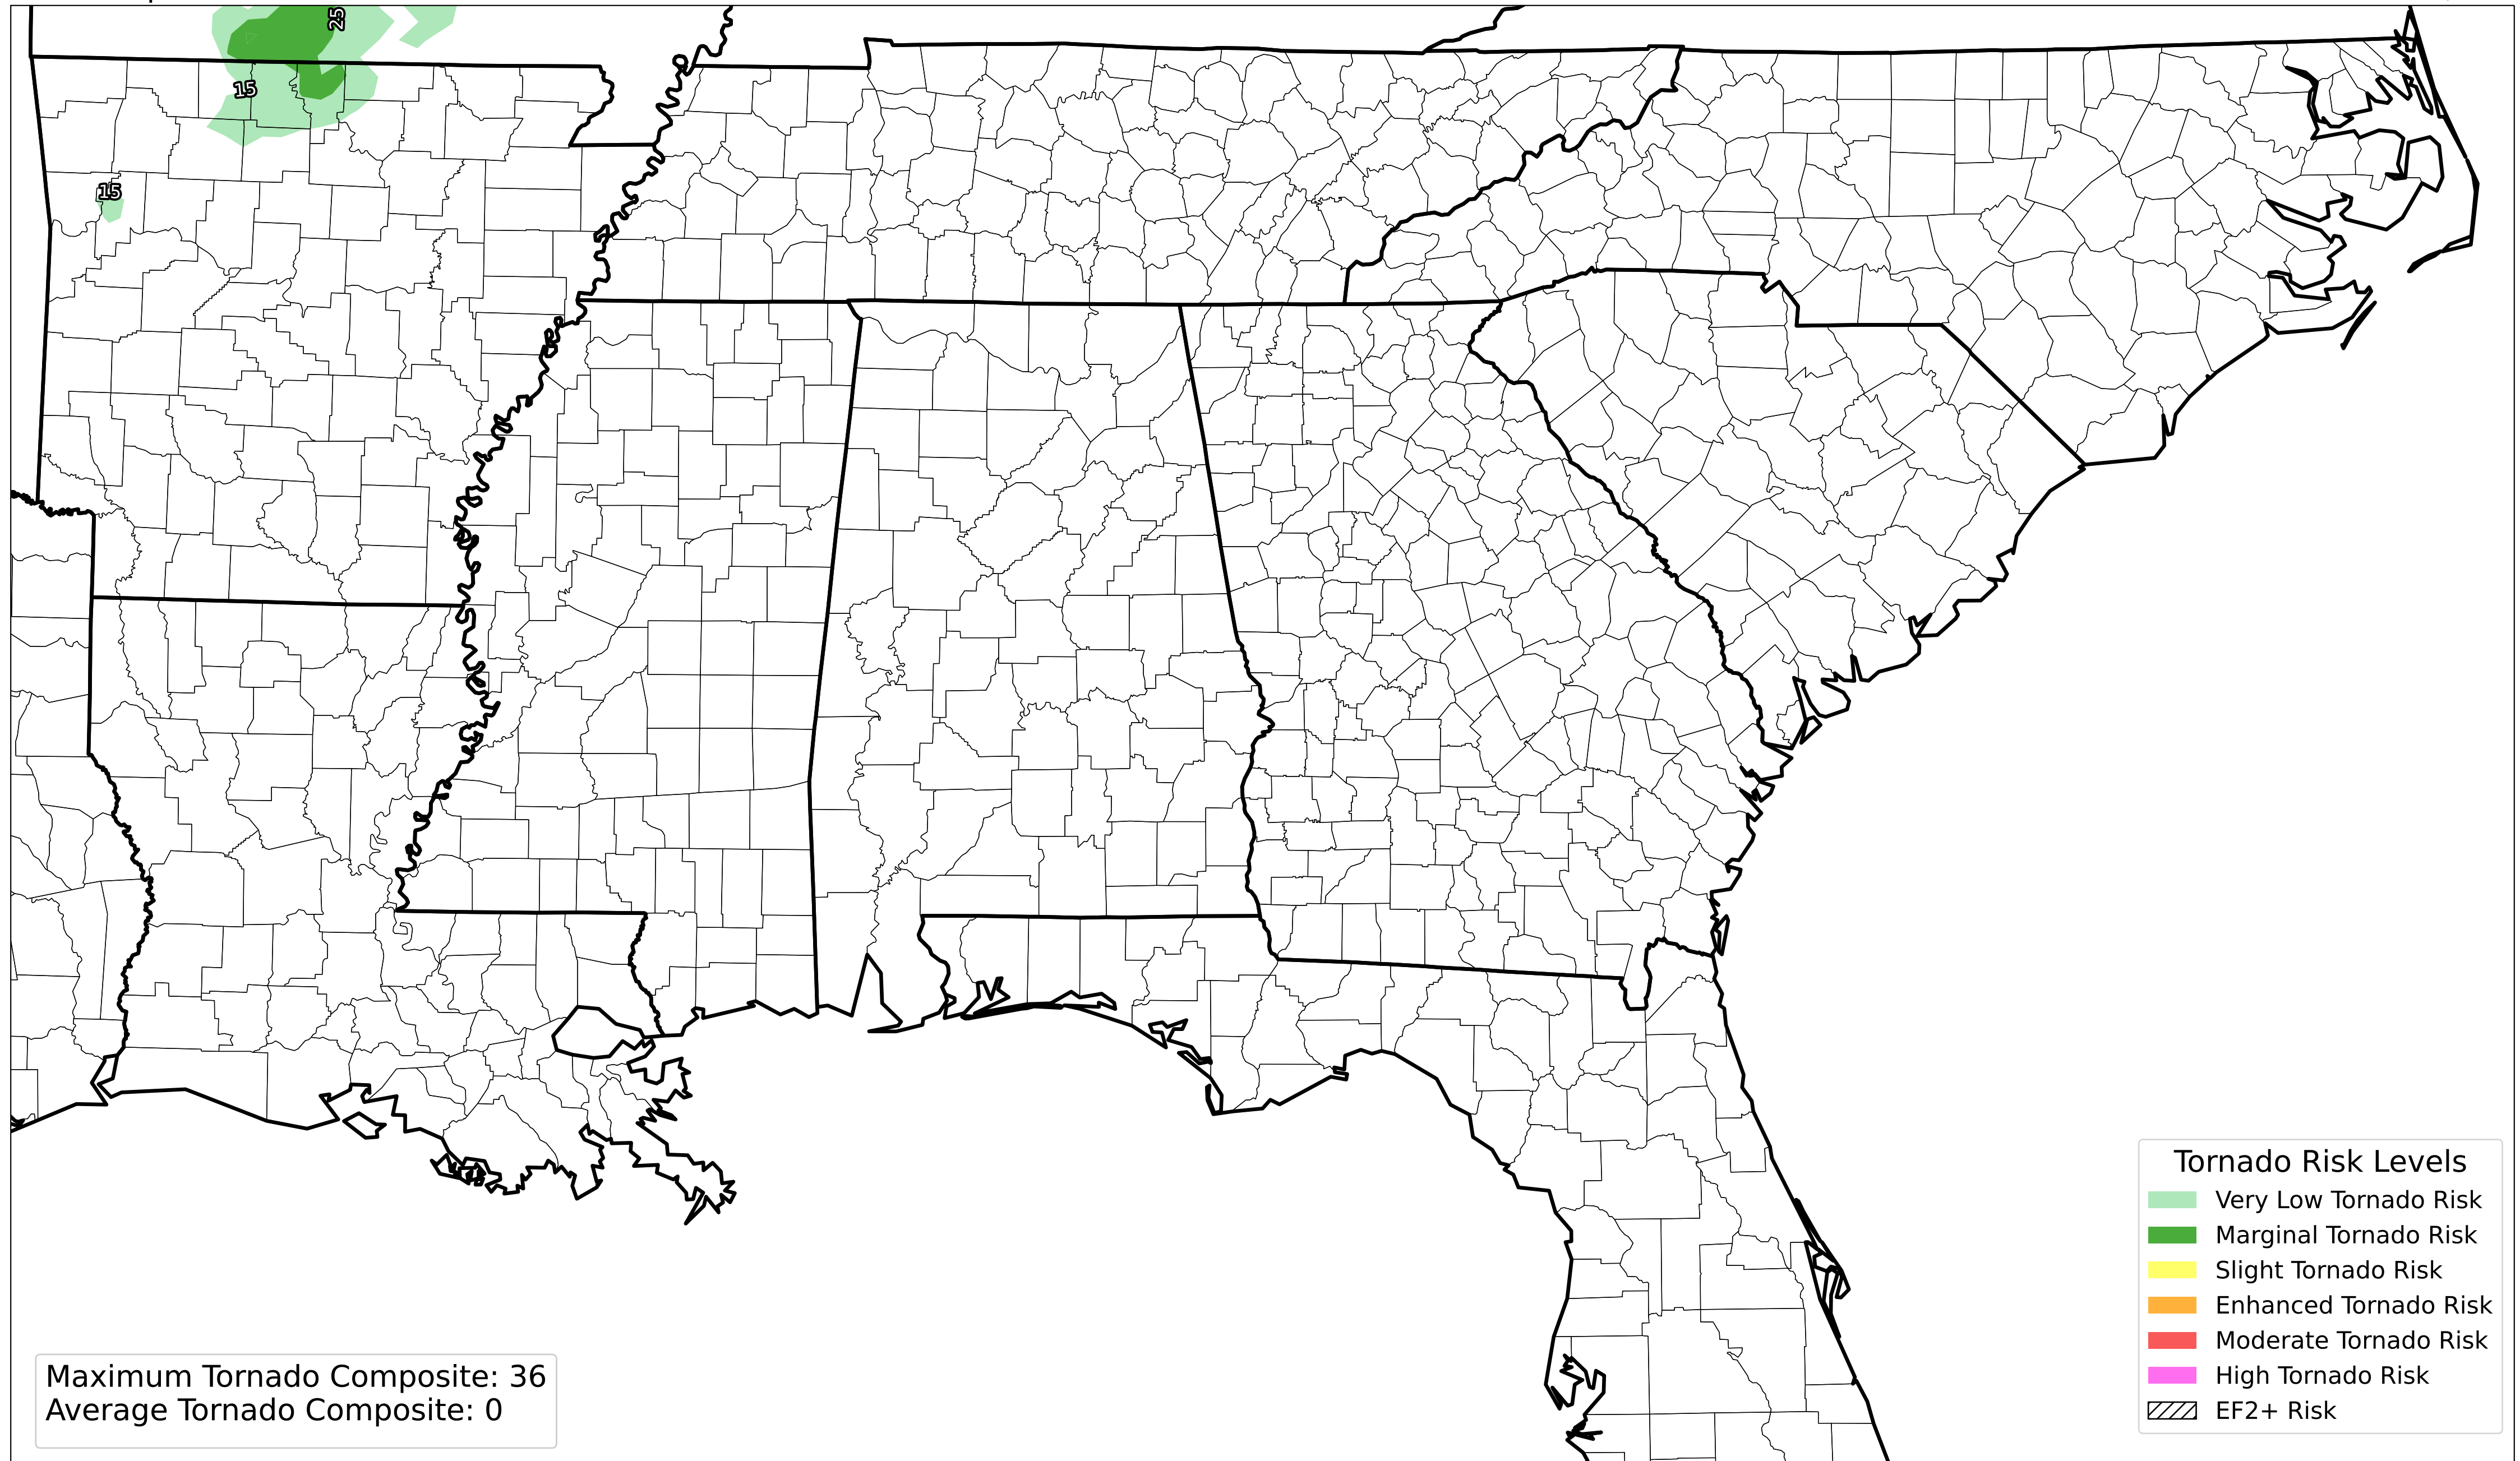 25
15
15
Tornado Risk Levels
Very Low Tornado Risk
Marginal Tornado Risk
Slight Tornado Risk
Enhanced Tornado Risk
Moderate Tornado Risk
High Tornado Risk
EF2+ Risk
Maximum Tornado Composite: 36
Average Tornado Composite: 0